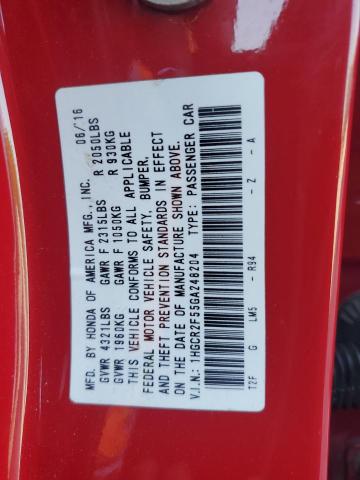 MFD. BY HONDA OF AMERICA MFG., INC. 06/16
GVWR 4321LBS GAWR F 2315LBS R 2050LBS
GVWR 1960KG GAWR F 1050KG R 930KG
THIS VEHICLE CONFORMS TO ALL APPLICABLE
FEDERAL MOTOR VEHICLE SAFETY, BUMPER,
AND THEFT PREVENTION STANDARDS IN EFFECT
ON THE DATE OF MANUFACTURE SHOWN ABOVE.
V.I.N.: 1HGCR2F55GA248204 TYPE: PASSENGER CAR
T2F G LM5 - R94 - Z - A